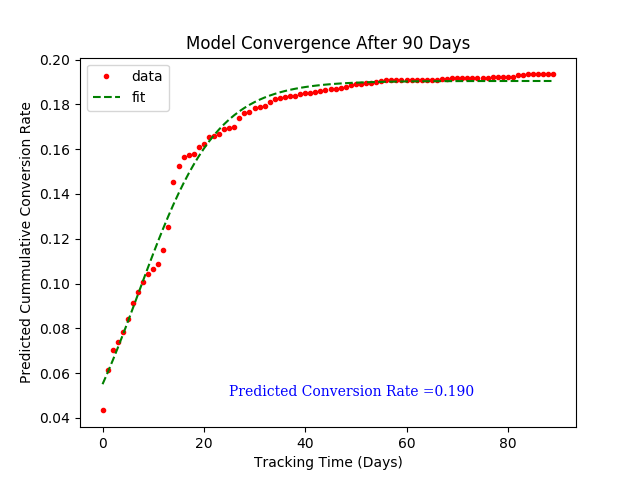 Model Convergence After 90 Days
data
fit
Predicted Cummulative Conversion Rate
0.20
0.18
0.16
0.14
0.12
0.10
0.08
0.06
0.04
Predicted Conversion Rate =0.190
0
20
40
60
80
Tracking Time (Days)